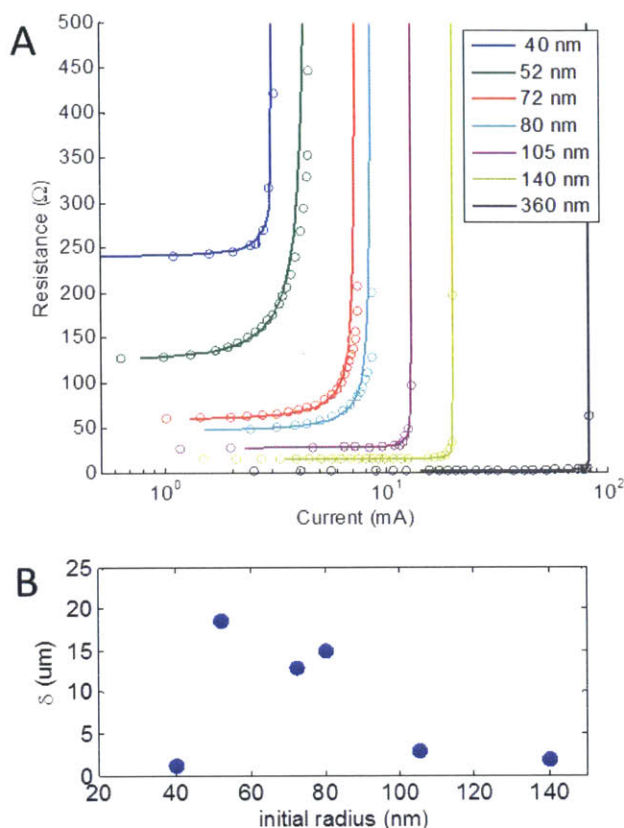 A
500
450
400
350
300
250
200
150
100
50
0
Resistance (Ω)
10⁰
10¹
10²
Current (mA)
40 nm
52 nm
72 nm
80 nm
105 nm
140 nm
360 nm
B
25
20
15
10
5
0
δ (um)
20
40
60
80
100
120
140
initial radius (nm)